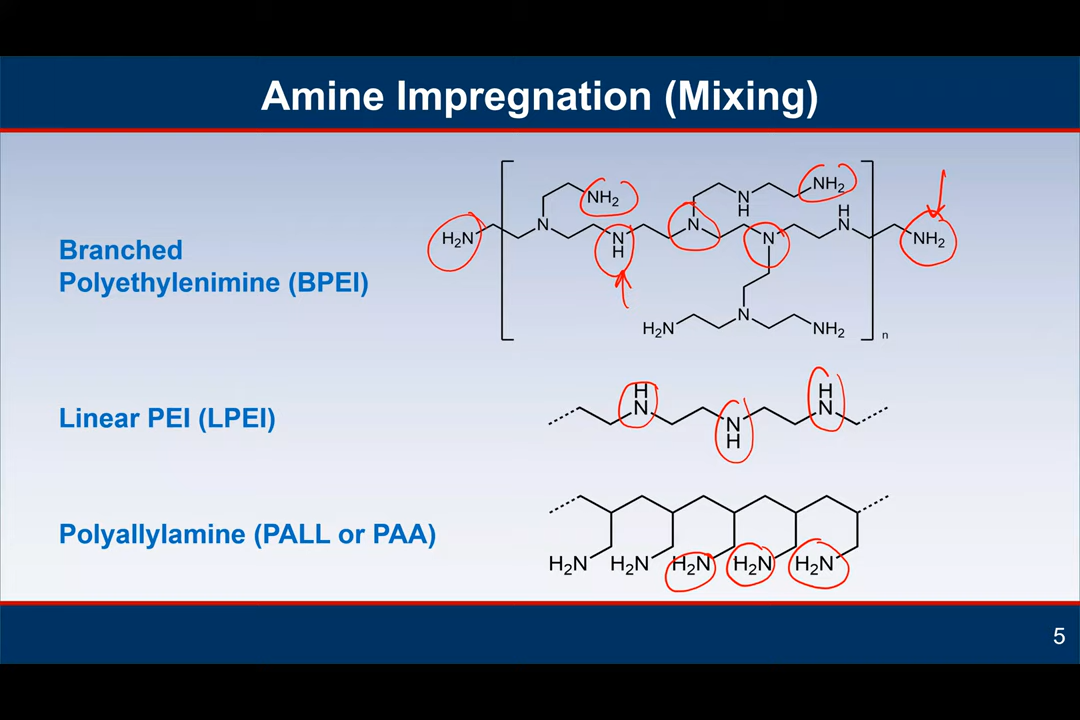 Amine Impregnation (Mixing)
Branched
Polyethylenimine (BPEI)
NH2
NH2
N
H
H
N
H2N
N
N
H
N
N
NH2
N
H2N
NH2
n
Linear PEI (LPEI)
H
N
N
H
H
N
Polyallylamine (PALL or PAA)
H2N
H2N
H2N
H2N
H2N
5